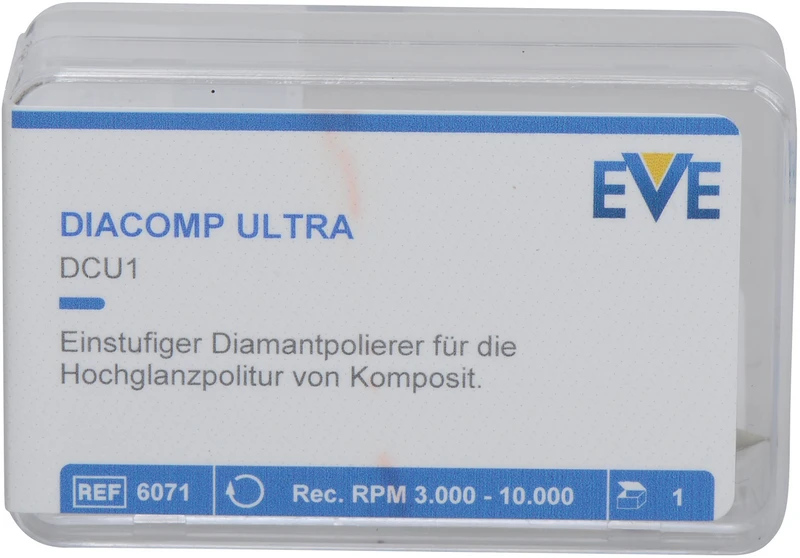 EVE
DIACOMP ULTRA
DCU1
Einstufiger Diamantpolierer für die
Hochglanzpolitur von Komposit.
REF 6071 Rec. RPM 3.000 - 10.000 1